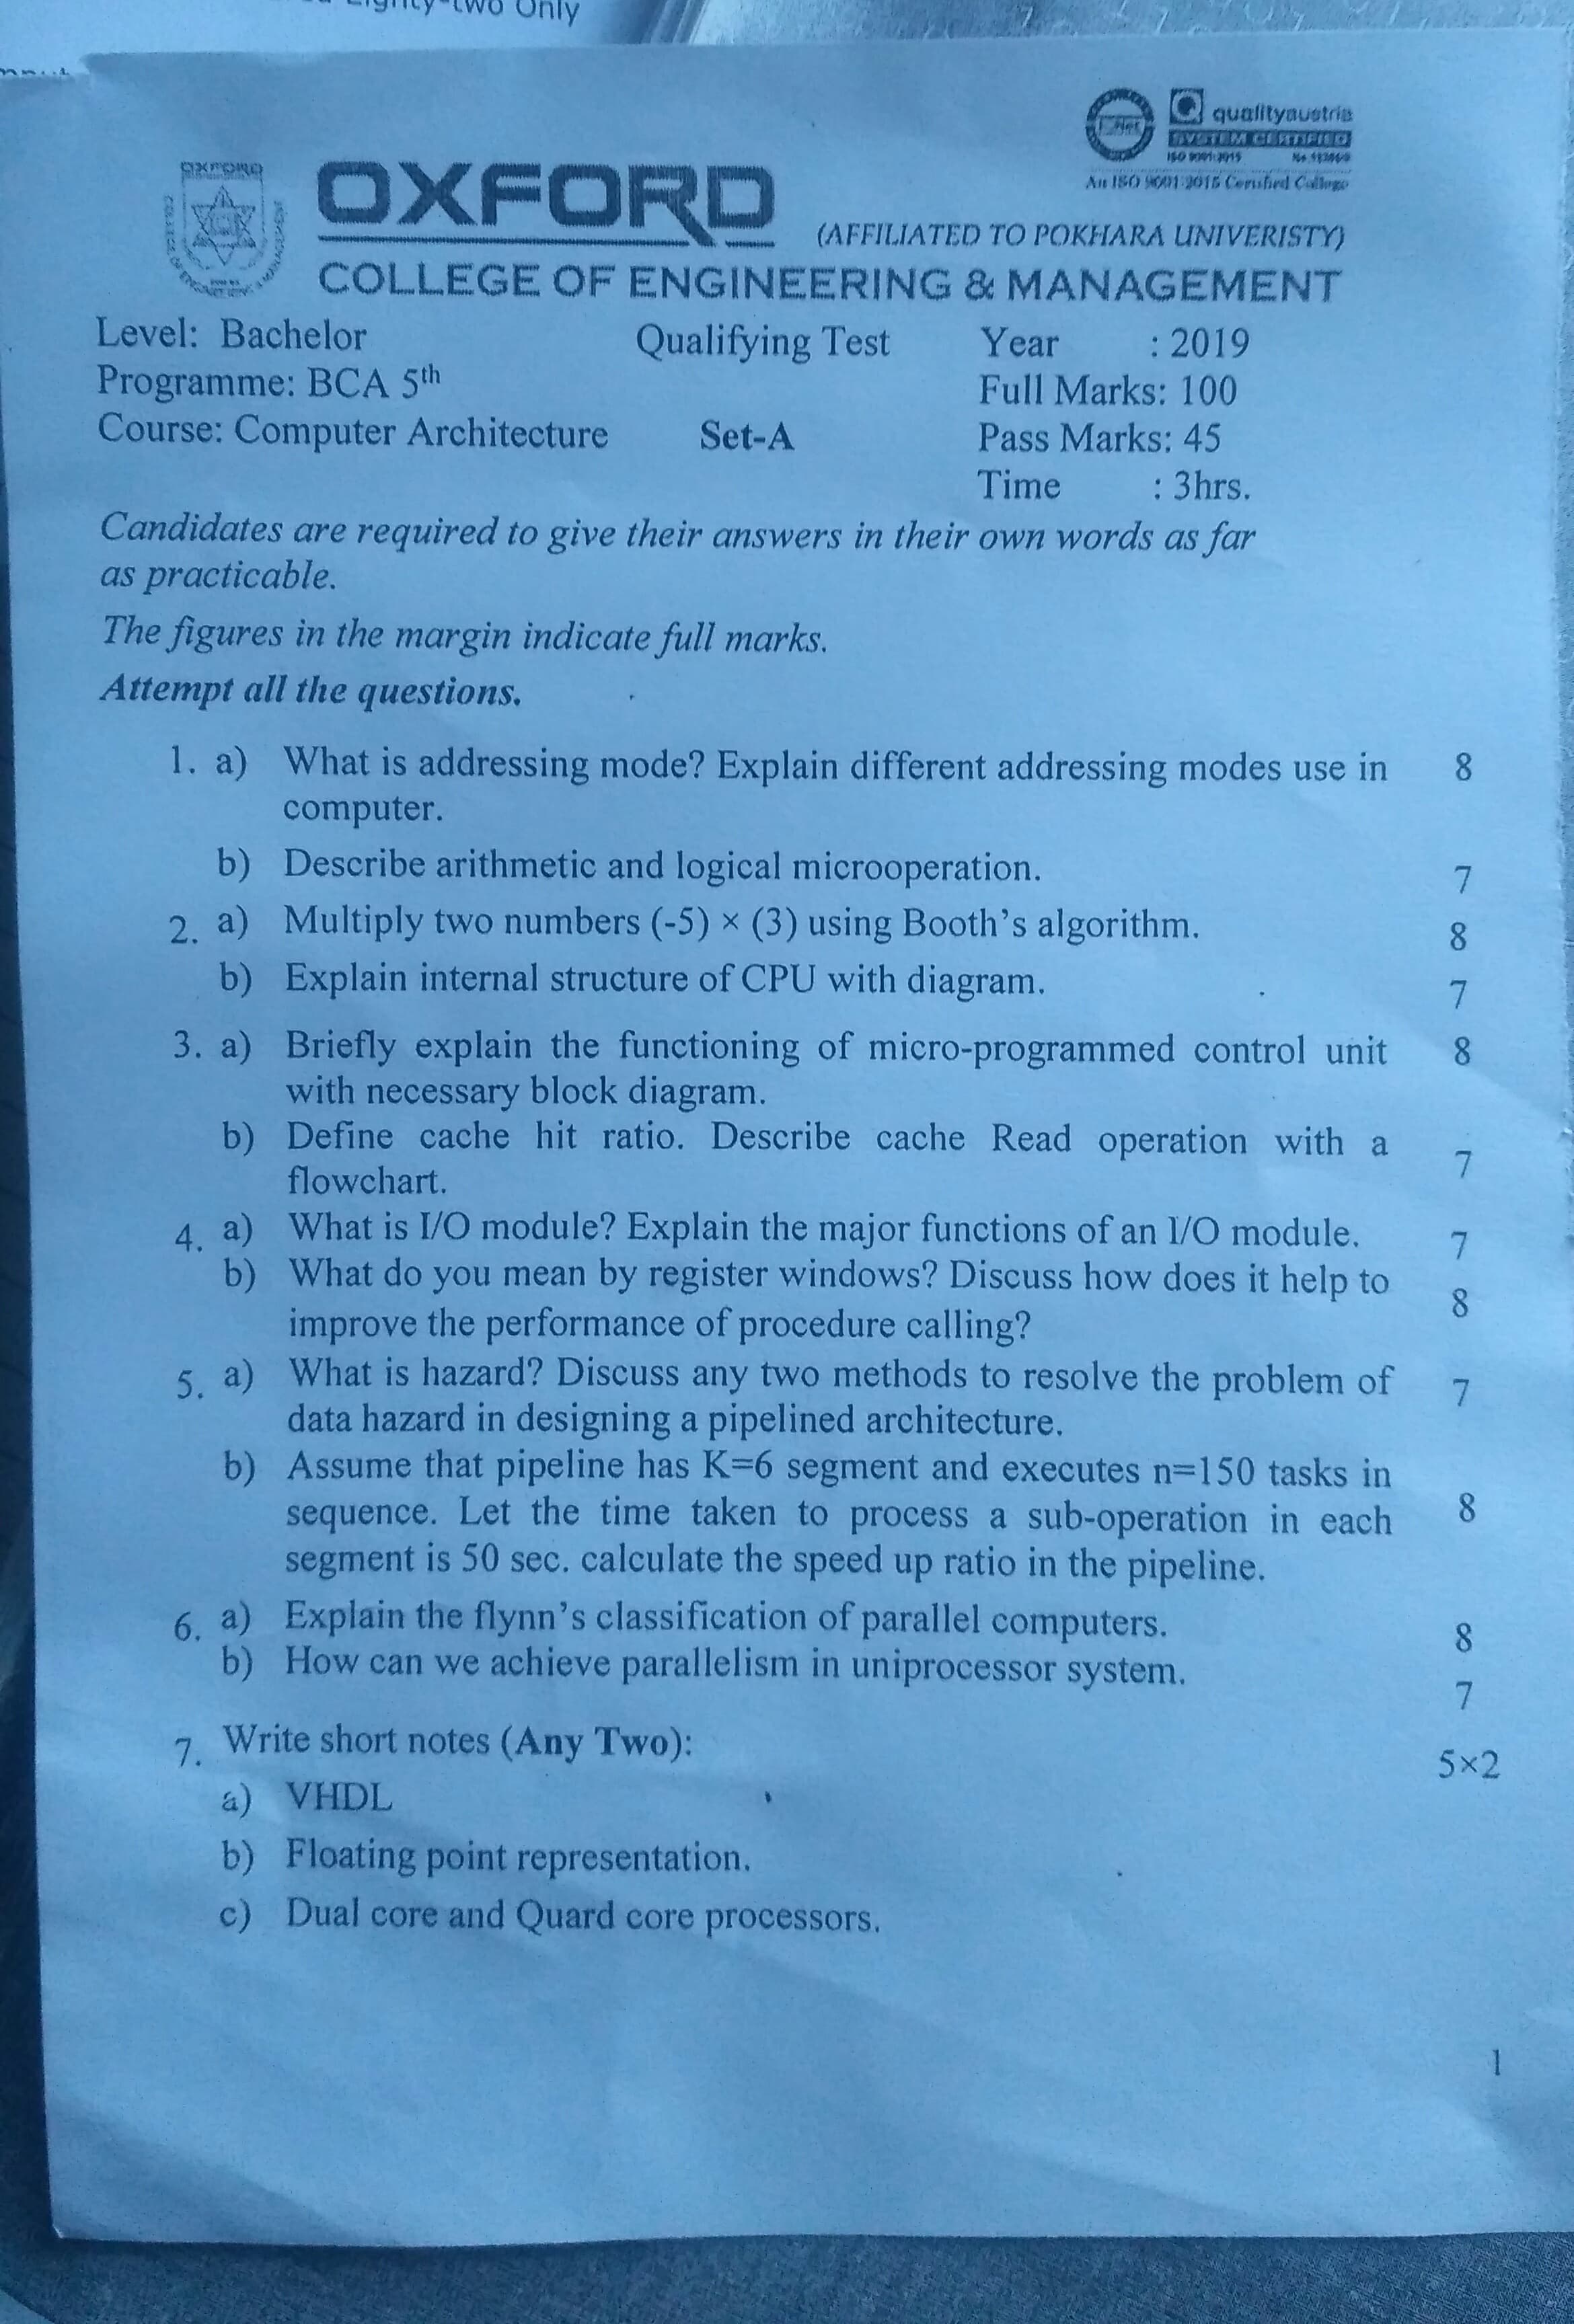 Eighty-two Only
OXFORD
qualityaustria
SYSTEM CERTIFIED
ISO 9001:2015
An ISO 9001:2015 Certified College
OXFORD
(AFFILIATED TO POKHARA UNIVERISTY)
COLLEGE OF ENGINEERING & MANAGEMENT
Level: Bachelor Qualifying Test Year : 2019
Programme: BCA 5th Full Marks: 100
Course: Computer Architecture Set-A Pass Marks: 45
Time : 3hrs.
Candidates are required to give their answers in their own words as far
as practicable.
The figures in the margin indicate full marks.
Attempt all the questions.
1. a) What is addressing mode? Explain different addressing modes use in 8
computer.
b) Describe arithmetic and logical microoperation. 7
2. a) Multiply two numbers (-5) × (3) using Booth's algorithm. 8
b) Explain internal structure of CPU with diagram. 7
3. a) Briefly explain the functioning of micro-programmed control unit 8
with necessary block diagram.
b) Define cache hit ratio. Describe cache Read operation with a 7
flowchart.
4. a) What is I/O module? Explain the major functions of an I/O module. 7
b) What do you mean by register windows? Discuss how does it help to 8
improve the performance of procedure calling?
5. a) What is hazard? Discuss any two methods to resolve the problem of 7
data hazard in designing a pipelined architecture.
b) Assume that pipeline has K=6 segment and executes n=150 tasks in
sequence. Let the time taken to process a sub-operation in each 8
segment is 50 sec. calculate the speed up ratio in the pipeline.
6. a) Explain the flynn's classification of parallel computers. 8
b) How can we achieve parallelism in uniprocessor system. 7
7. Write short notes (Any Two): 5×2
a) VHDL
b) Floating point representation.
c) Dual core and Quard core processors.
1